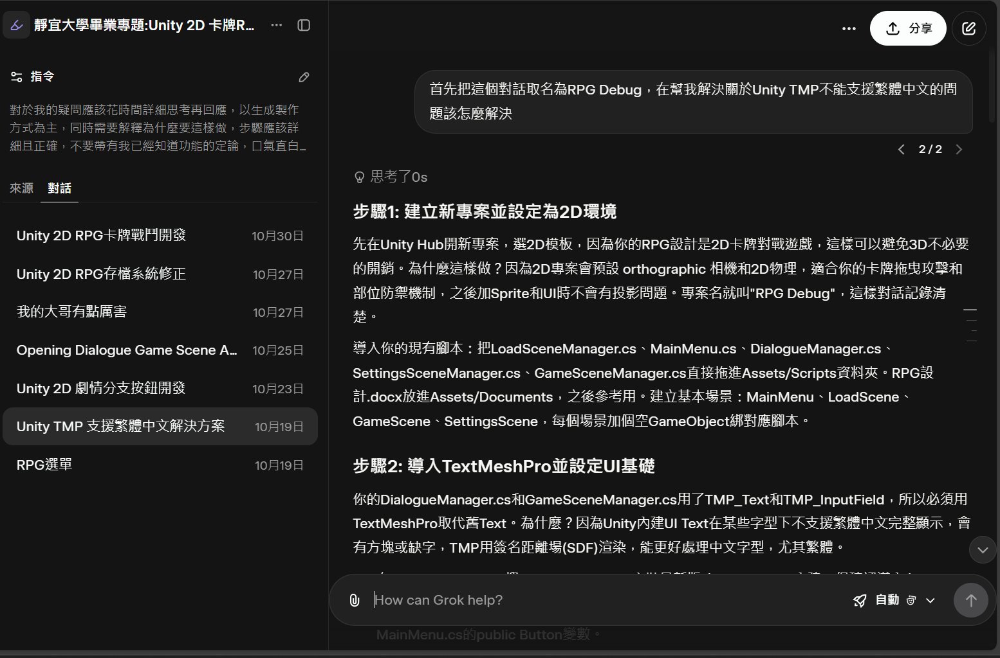 靜宜大學畢業專題:Unity 2D 卡牌R...
指令
對於我的疑問應該花時間詳細思考再回應，以生成製作
方式為主，同時需要解釋為什麼要這樣做，步驟應該詳
細且正確，不要帶有我已經知道功能的定論，口氣直白...
來源 對話
Unity 2D RPG卡牌戰鬥開發 10月30日
Unity 2D RPG存檔系統修正 10月27日
我的大哥有點厲害 10月27日
Opening Dialogue Game Scene A... 10月25日
Unity 2D 劇情分支按鈕開發 10月23日
Unity TMP 支援繁體中文解決方案 10月19日
RPG選單 10月19日
分享
首先把這個對話取名為RPG Debug，在幫我解決關於Unity TMP不能支援繁體中文的問
題該怎麼解決
2 / 2
思考了0s
步驟1: 建立新專案並設定為2D環境
先在Unity Hub開新專案，選2D模板，因為你的RPG設計是2D卡牌對戰遊戲，這樣可以避免3D不必要
的開銷。為什麼這樣做？因為2D專案會預設 orthographic 相機和2D物理，適合你的卡牌拖曳攻擊和
部位防禦機制，之後加Sprite和UI時不會有投影問題。專案名就叫"RPG Debug"，這樣對話記錄清
楚。
導入你的現有腳本：把LoadSceneManager.cs、MainMenu.cs、DialogueManager.cs、
SettingsSceneManager.cs、GameSceneManager.cs直接拖進Assets/Scripts資料夾。RPG設
計.docx放進Assets/Documents，之後參考用。建立基本場景：MainMenu、LoadScene、
GameScene、SettingsScene，每個場景加個空GameObject綁對應腳本。
步驟2: 導入TextMeshPro並設定UI基礎
你的DialogueManager.cs和GameSceneManager.cs用了TMP_Text和TMP_InputField，所以必須用
TextMeshPro取代舊Text。為什麼？因為Unity內建UI Text在某些字型下不支援繁體中文完整顯示，會
有方塊或缺字，TMP用簽名距離場(SDF)渲染，能更好處理中文字型，尤其繁體。
How can Grok help?
自動
MainMenu.cs的public Button變數。